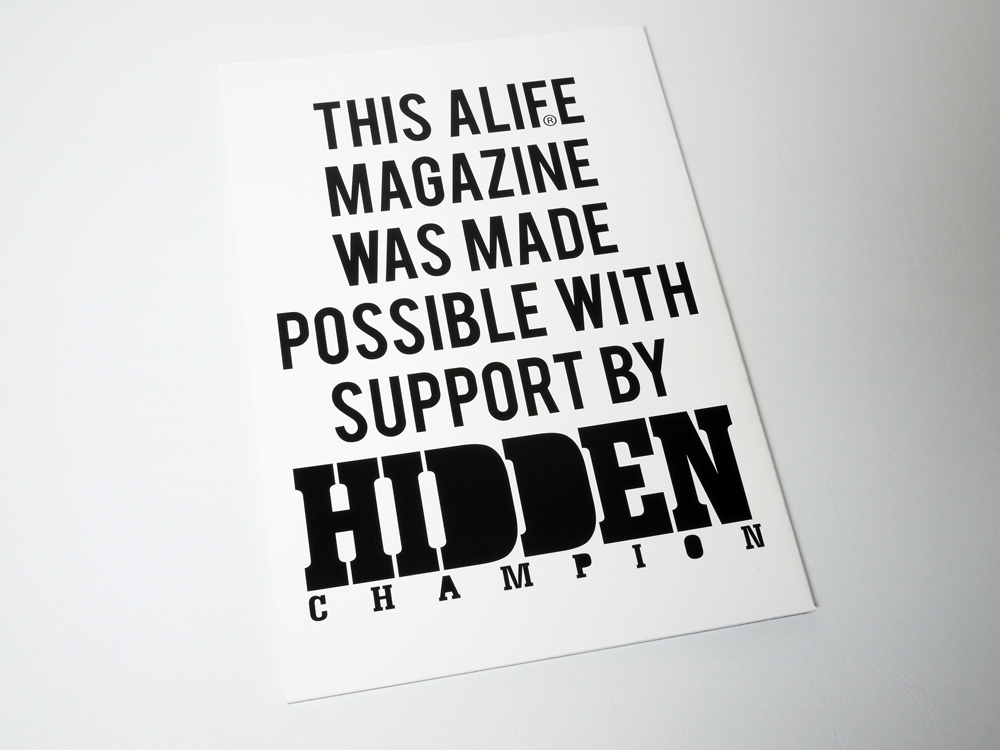 THIS ALIFE®
MAGAZINE
WAS MADE
POSSIBLE WITH
SUPPORT BY
HIDDEN
CHAMPION